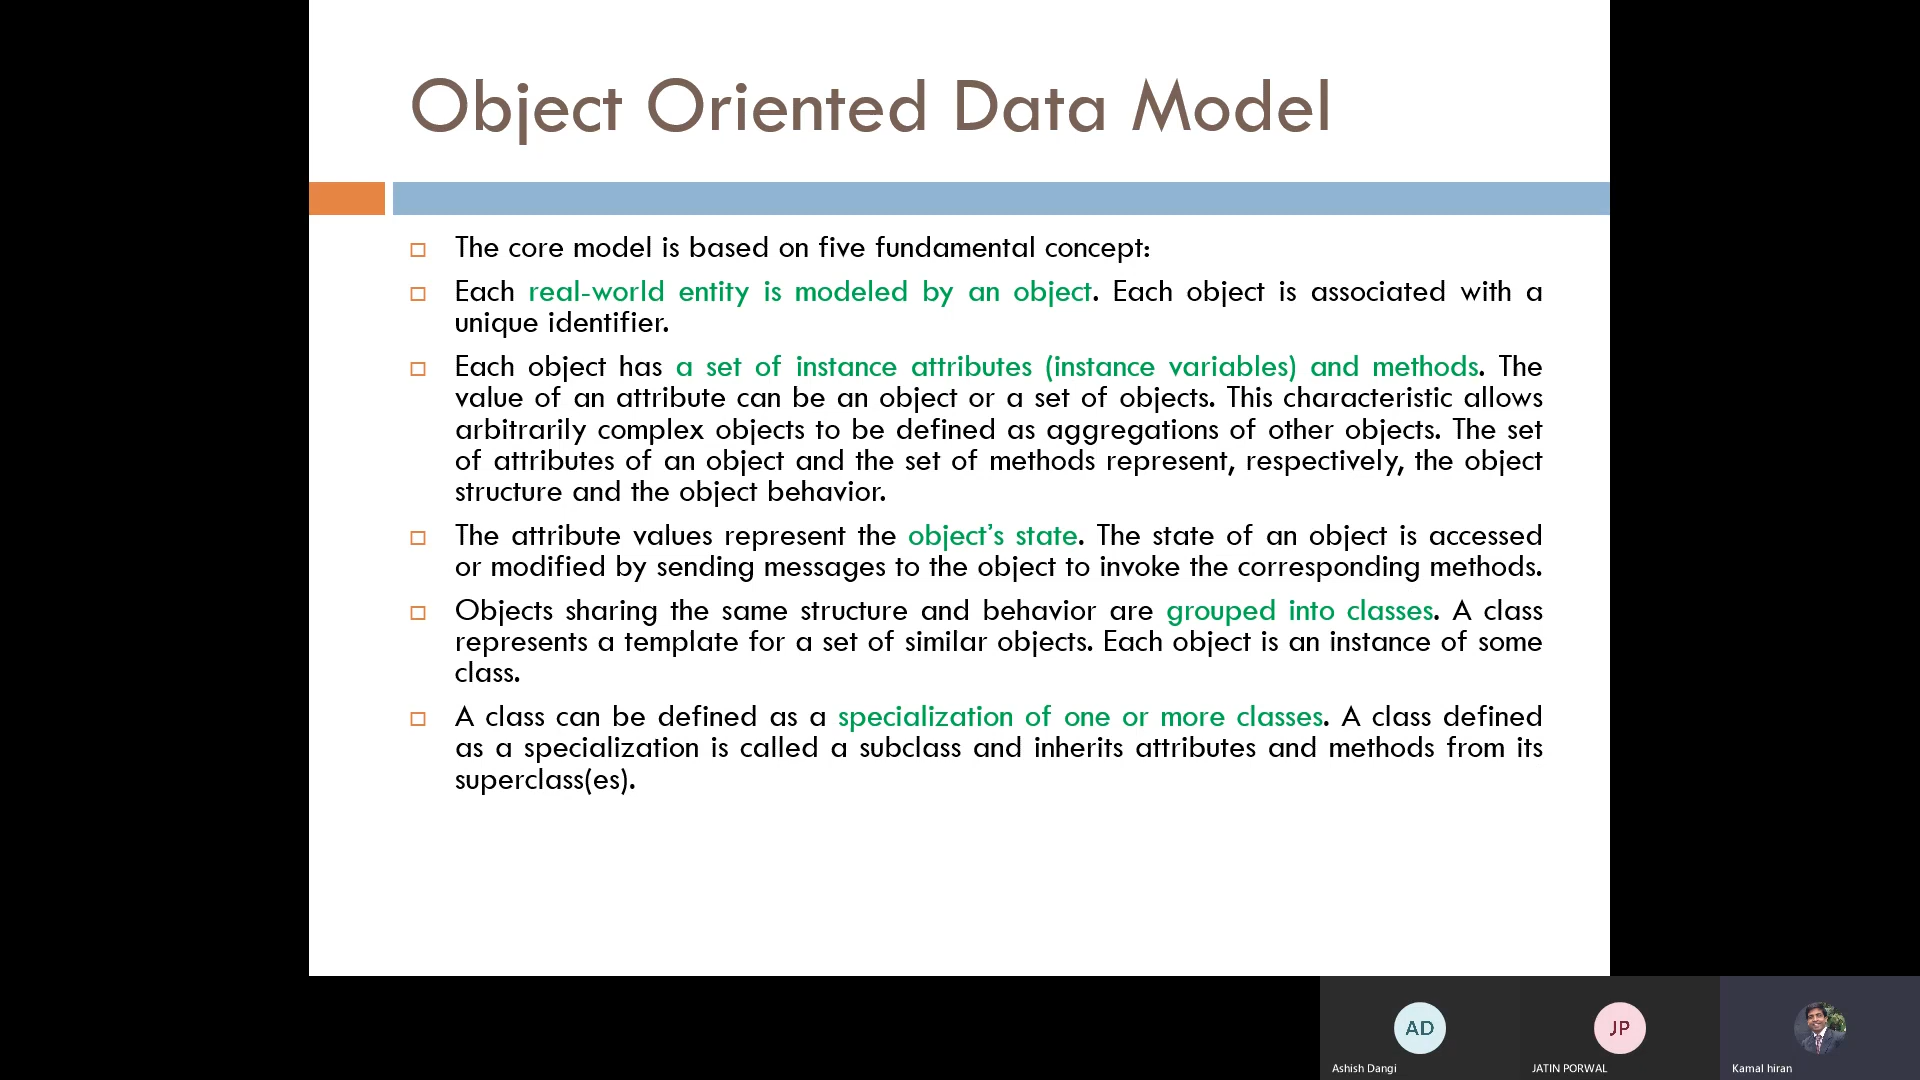 Object Oriented Data Model
The core model is based on five fundamental concept:
Each real-world entity is modeled by an object. Each object is associated with a
unique identifier.
Each object has a set of instance attributes (instance variables) and methods. The
value of an attribute can be an object or a set of objects. This characteristic allows
arbitrarily complex objects to be defined as aggregations of other objects. The set
of attributes of an object and the set of methods represent, respectively, the object
structure and the object behavior.
The attribute values represent the object’s state. The state of an object is accessed
or modified by sending messages to the object to invoke the corresponding methods.
Objects sharing the same structure and behavior are grouped into classes. A class
represents a template for a set of similar objects. Each object is an instance of some
class.
A class can be defined as a specialization of one or more classes. A class defined
as a specialization is called a subclass and inherits attributes and methods from its
superclass(es).
AD
JP
Ashish Dangi
JATIN PORWAL
Kamal hiran